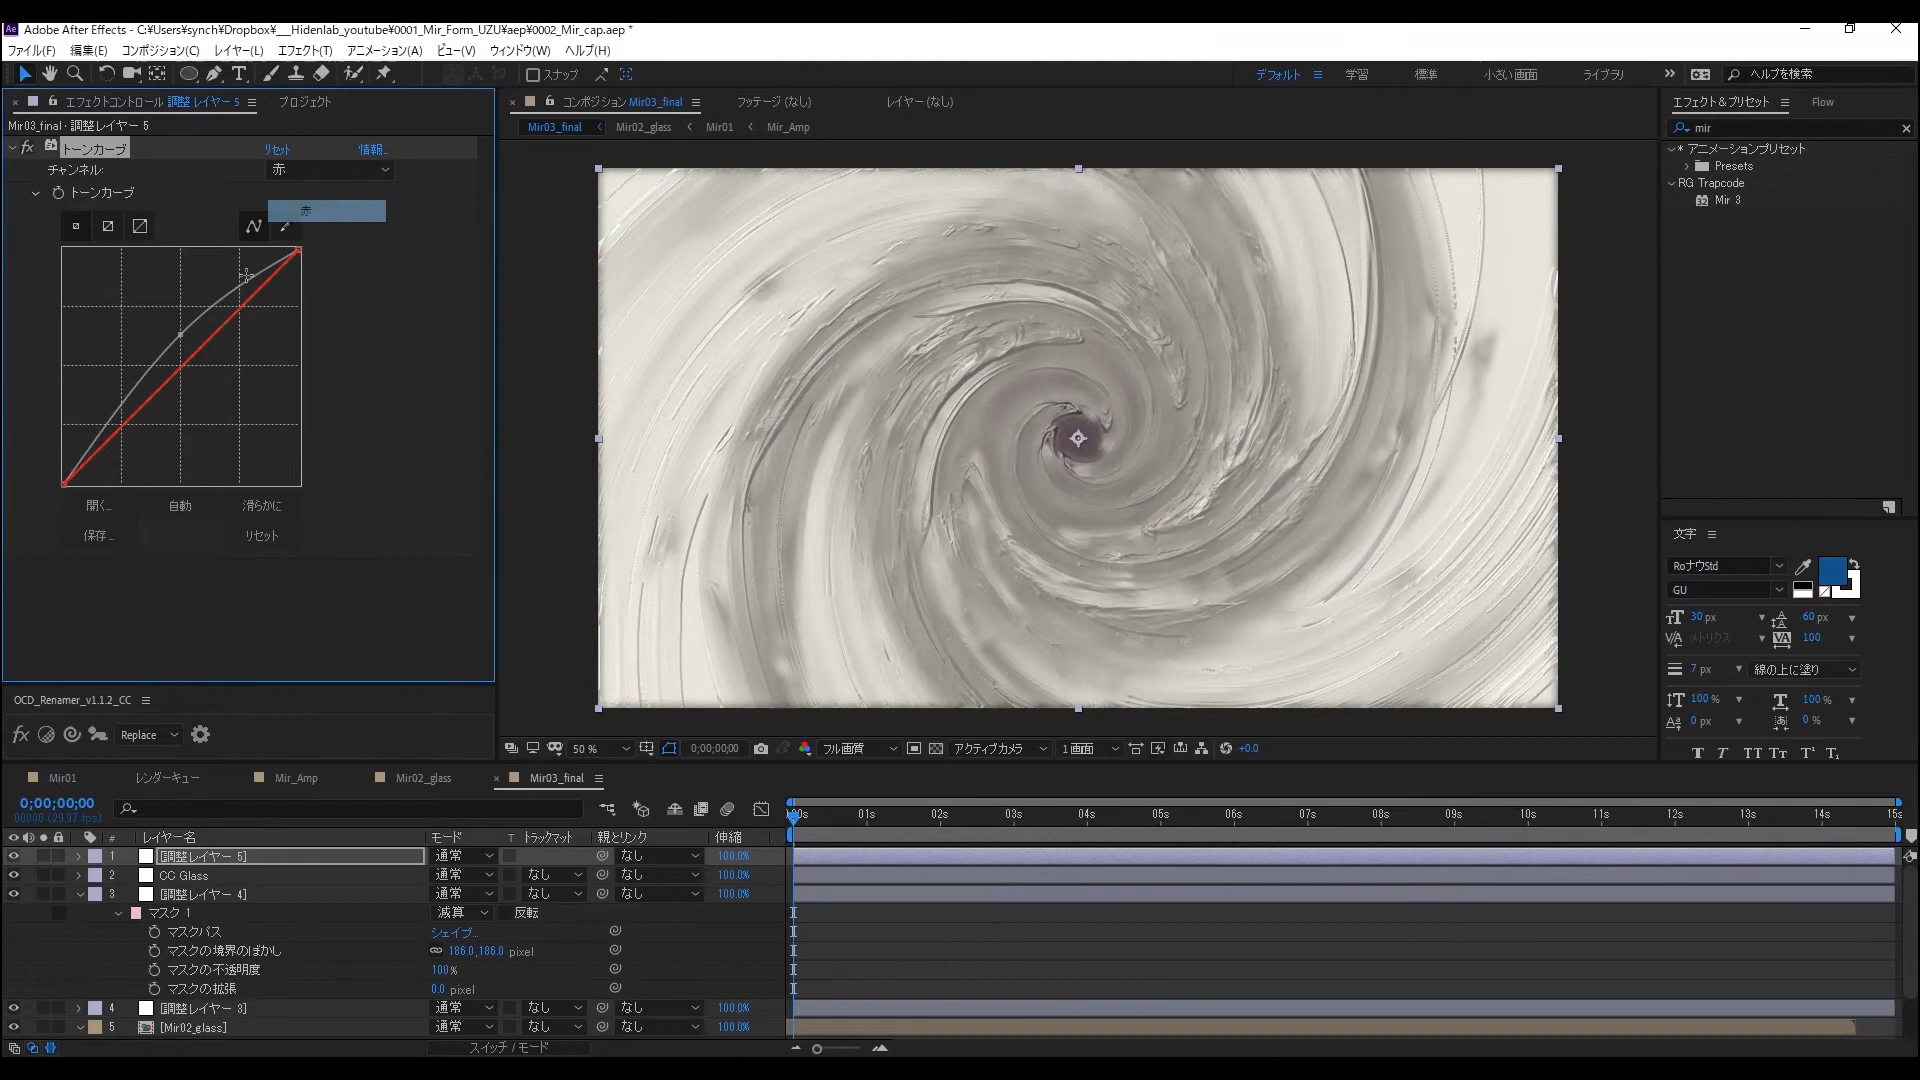 Adobe After Effects - C:¥Users¥synch¥Dropbox¥___Hidenlab_youtube¥0001_Mir_Form_UZU¥aep¥0002_Mir_cap.aep *
ファイル(F) 編集(E) コンポジション(C) レイヤー(L) エフェクト(T) アニメーション(A) ビュー(V) ウィンドウ(W) ヘルプ(H)
スナップ デフォルト 学習 標準 小さい画面 ライブラリ ヘルプを検索
エフェクトコントロール 調整レイヤー 5 プロジェクト
Mir03_final・調整レイヤー 5
fx トーンカーブ リセット 情報...
チャンネル: 赤
トーンカーブ
赤
開く... 自動 滑らかに
保存... リセット
OCD_Renamer_v1.1.2_CC
fx Replace
コンポジション Mir03_final フッテージ (なし) レイヤー (なし)
Mir03_final Mir02_glass Mir01 Mir_Amp
50 % 0;00;00;00 フル画質 アクティブカメラ 1画面 +0.0
エフェクト&プリセット Flow
mir
* アニメーションプリセット
Presets
RG Trapcode
32 Mir 3
文字
RoナウStd
GU
30 px 60 px
メトリクス 100
7 px 線の上に塗り
100 % 100 %
0 px 0 %
T T TT Tт T¹ T₁
Mir01 レンダーキュー Mir_Amp Mir02_glass Mir03_final
0;00;00;00
00000 (29.97 fps)
# レイヤー名 モード T トラックマット 親とリンク 伸縮
00s 01s 02s 03s 04s 05s 06s 07s 08s 09s 10s 11s 12s 13s 14s 15s
1 [調整レイヤー 5] 通常 なし 100.0%
2 CC Glass 通常 なし なし 100.0%
3 [調整レイヤー 4] 通常 なし なし 100.0%
マスク 1 減算 反転
マスクパス シェイプ...
マスクの境界のぼかし 186.0,186.0 pixel
マスクの不透明度 100%
マスクの拡張 0.0 pixel
4 [調整レイヤー 3] 通常 なし なし 100.0%
5 [Mir02_glass] 通常 なし なし 100.0%
スイッチ / モード